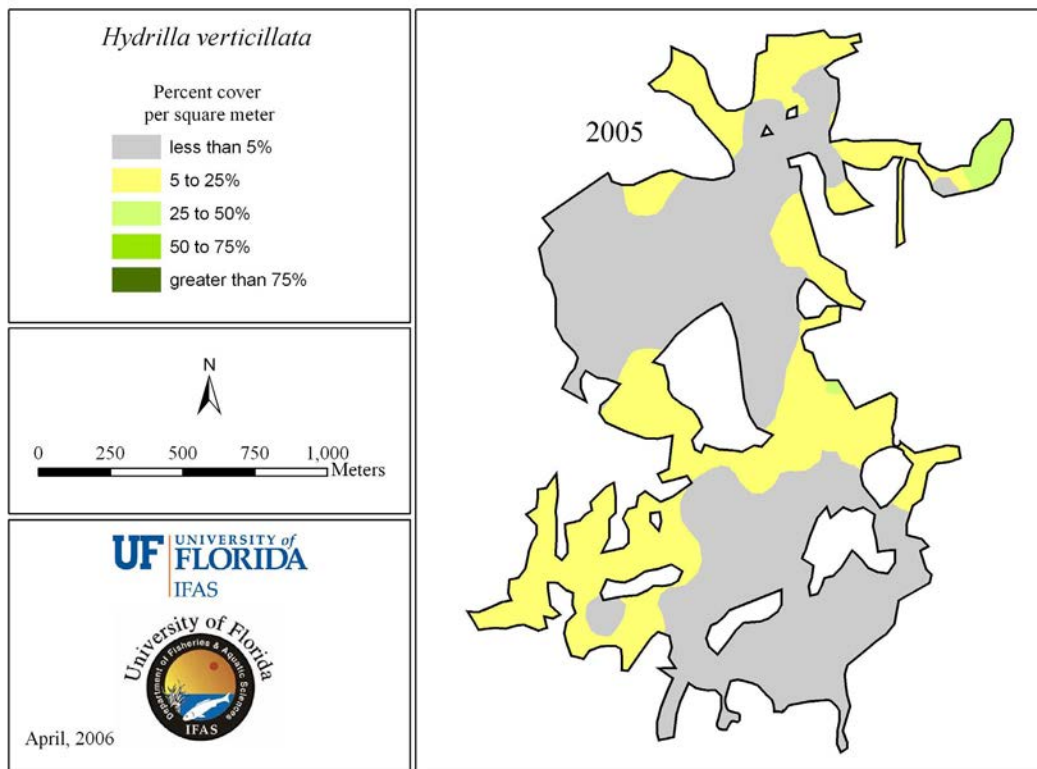 Hydrilla verticillata
Percent cover
per square meter
less than 5%
5 to 25%
25 to 50%
50 to 75%
greater than 75%
N
0 250 500 750 1,000
Meters
UF UNIVERSITY of
FLORIDA
IFAS
University of Florida
Department of Fisheries & Aquatic Sciences
IFAS
April, 2006
2005